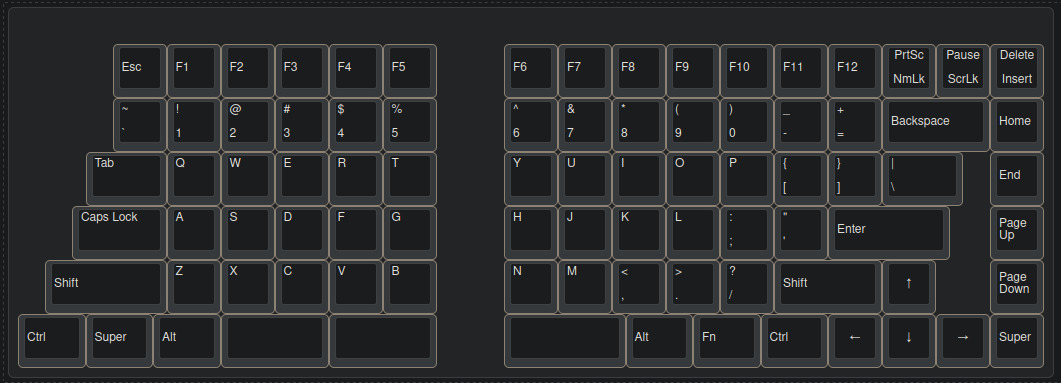 Esc F1 F2 F3 F4 F5 F6 F7 F8 F9 F10 F11 F12 PrtSc Pause Delete
NmLk ScrLk Insert
~ ! @ # $ % ^ & * ( ) _ +
` 1 2 3 4 5 6 7 8 9 0 - = Backspace Home
Tab Q W E R T Y U I O P { } |
[ ] \ End
Caps Lock A S D F G H J K L : "
; ' Enter Page
Up
Z X C V B N M < > ?
Shift , . / Shift ↑ Page
Down
Ctrl Super Alt Alt Fn Ctrl ← ↓ → Super